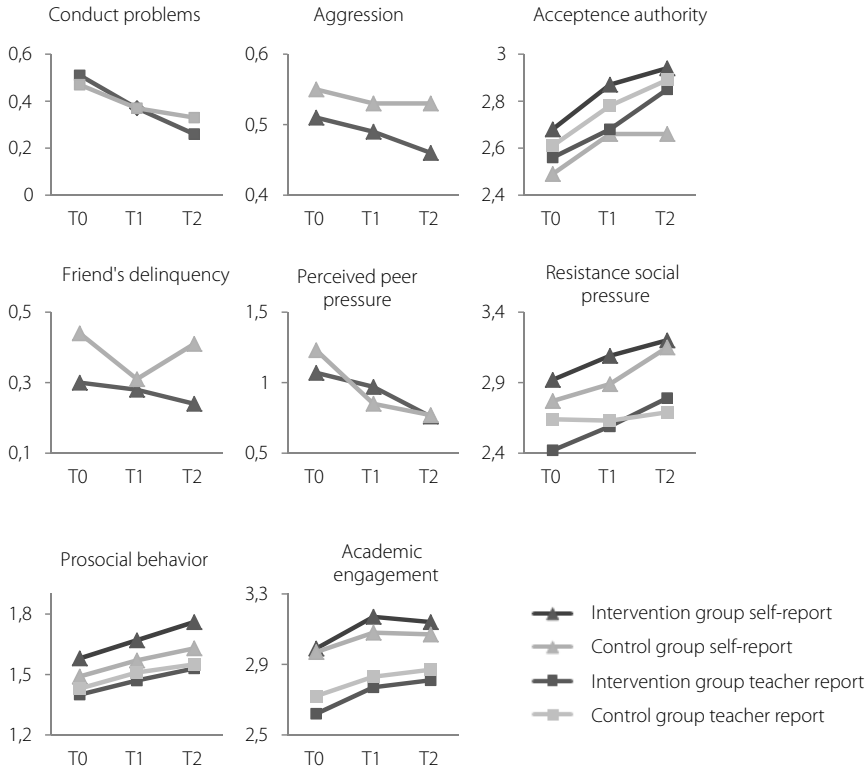 Conduct problems
0,6
0,4
0,2
0
T0 T1 T2
Aggression
0,6
0,5
0,4
T0 T1 T2
Acceptence authority
3
2,8
2,6
2,4
T0 T1 T2
Friend's delinquency
0,5
0,3
0,1
T0 T1 T2
Perceived peer
pressure
1,5
1
0,5
T0 T1 T2
Resistance social
pressure
3,4
2,9
2,4
T0 T1 T2
Prosocial behavior
1,8
1,5
1,2
T0 T1 T2
Academic
engagement
3,3
2,9
2,5
T0 T1 T2
Intervention group self-report
Control group self-report
Intervention group teacher report
Control group teacher report